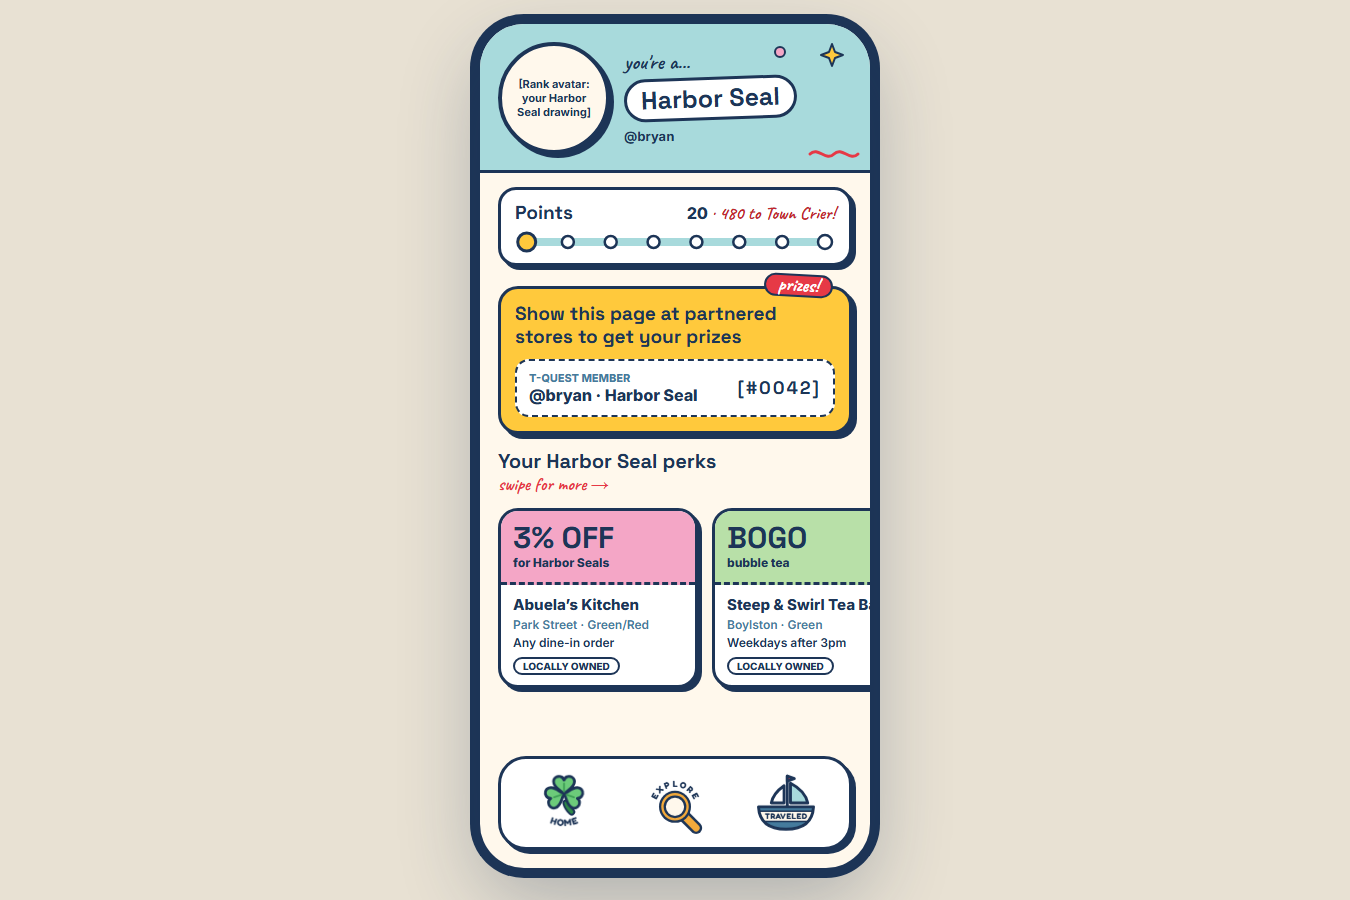 [Rank avatar:
your Harbor
Seal drawing]
you're a...
Harbor Seal
@bryan
Points
20 · 480 to Town Crier!
prizes!
Show this page at partnered
stores to get your prizes
T-QUEST MEMBER
@bryan · Harbor Seal
[#0042]
Your Harbor Seal perks
swipe for more →
3% OFF
for Harbor Seals
Abuela's Kitchen
Park Street · Green/Red
Any dine-in order
LOCALLY OWNED
BOGO
bubble tea
Steep & Swirl Tea
Boylston · Green
Weekdays after 3pm
LOCALLY OWNED
HOME
EXPLORE
TRAVELED